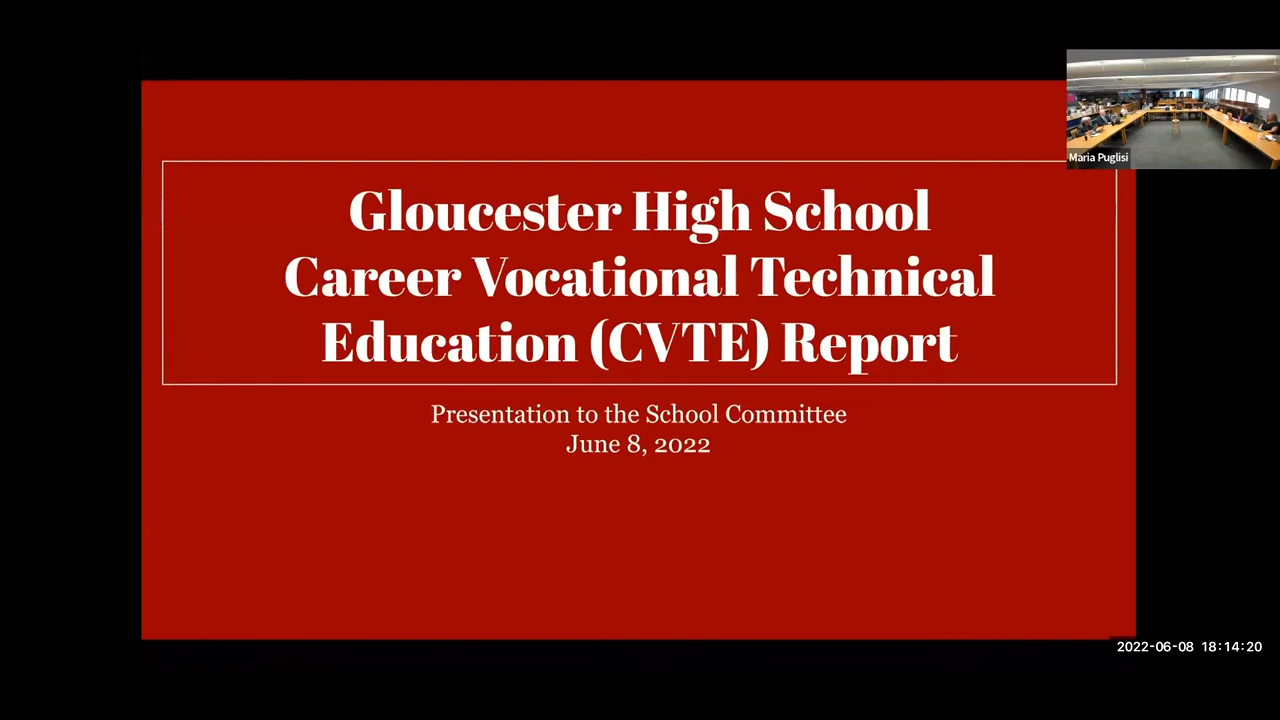 Gloucester High School
Career Vocational Technical
Education (CVTE) Report
Presentation to the School Committee
June 8, 2022
Maria Puglisi
2022-06-08 18:14:20